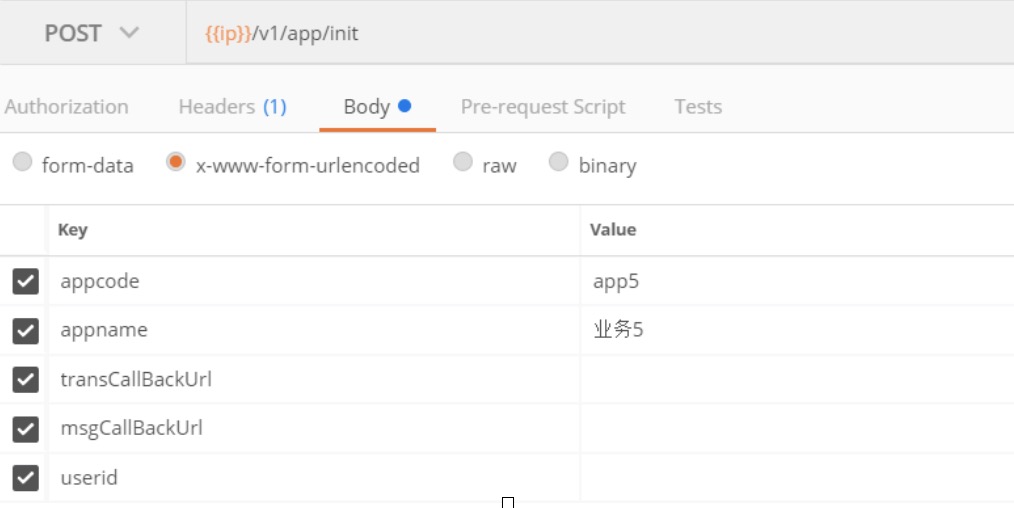 POST {{ip}}/v1/app/init
Authorization Headers (1) Body Pre-request Script Tests
form-data x-www-form-urlencoded raw binary
Key Value
appcode app5
appname 业务5
transCallBackUrl
msgCallBackUrl
userid